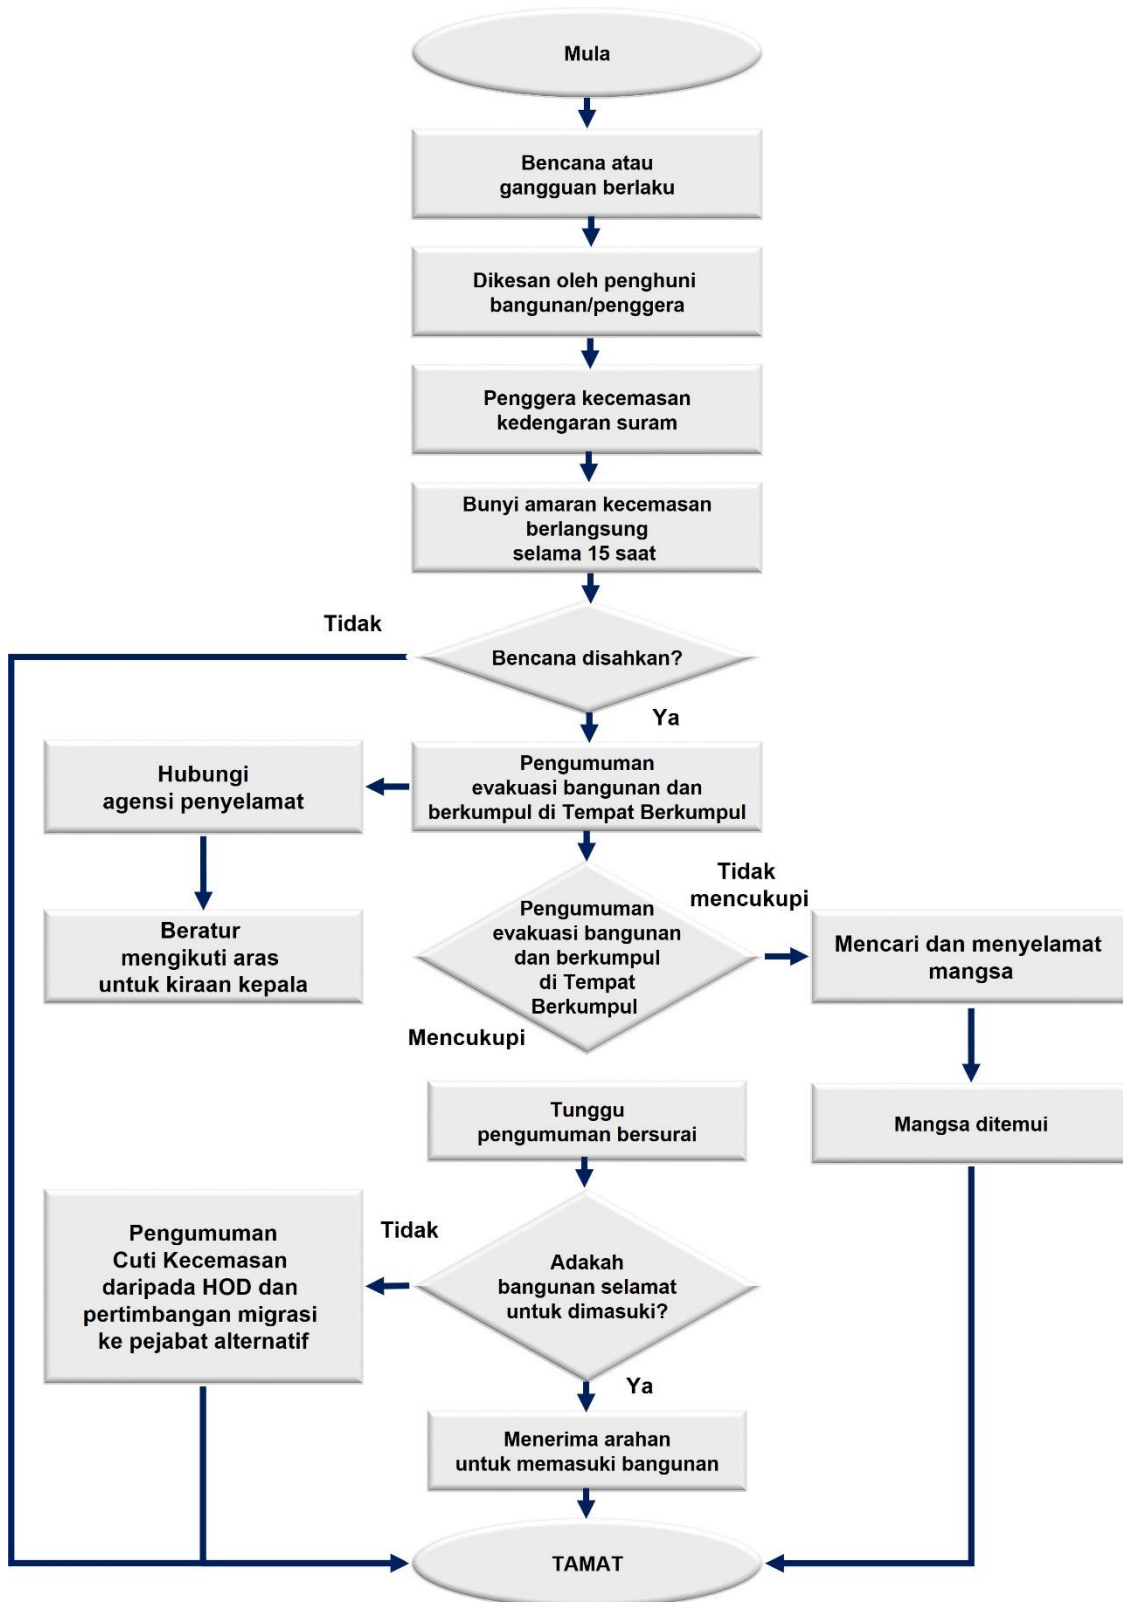 Mula
Bencana atau
gangguan berlaku
Dikesan oleh penghuni
bangunan/penggera
Penggera kecemasan
kedengaran suram
Bunyi amaran kecemasan
berlangsung
selama 15 saat
Tidak
Bencana disahkan?
Ya
Hubungi
agensi penyelamat
Pengumuman
evakuasi bangunan dan
berkumpul di Tempat Berkumpul
Beratur
mengikuti aras
untuk kiraan kepala
Pengumuman
evakuasi bangunan
dan berkumpul
di Tempat
Berkumpul
Tidak
mencukupi
Mencari dan menyelamat
mangsa
Mencukupi
Tunggu
pengumuman bersurai
Mangsa ditemui
Pengumuman
Cuti Kecemasan
daripada HOD dan
pertimbangan migrasi
ke pejabat alternatif
Tidak
Adakah
bangunan selamat
untuk dimasuki?
Ya
Menerima arahan
untuk memasuki bangunan
TAMAT